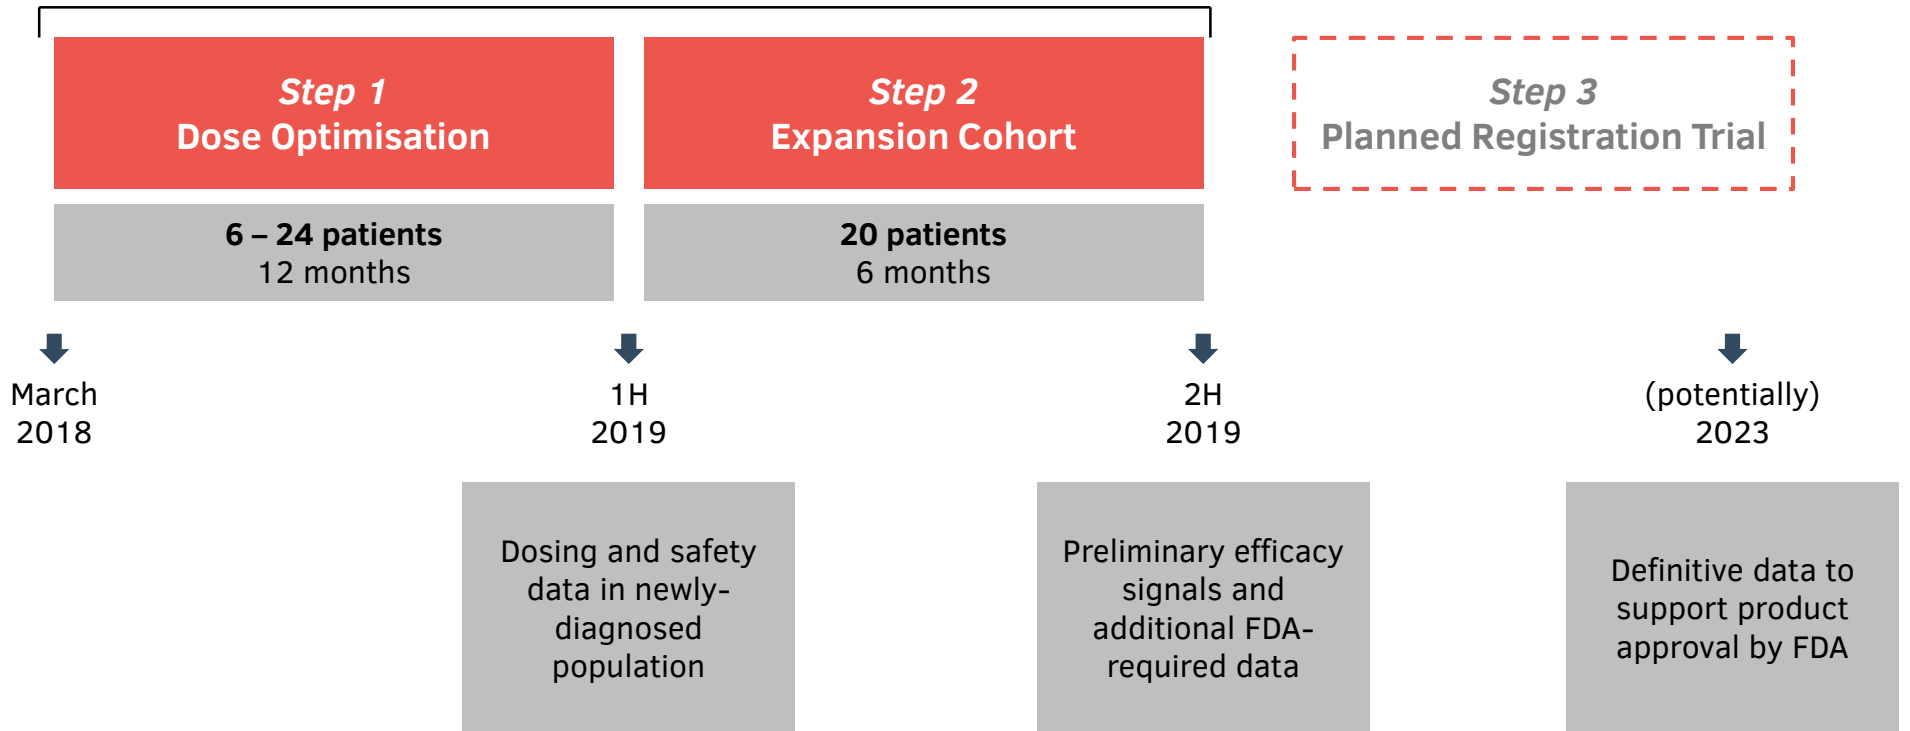 Step 1
Dose Optimisation
Step 2
Expansion Cohort
Step 3
Planned Registration Trial
6 – 24 patients
12 months
20 patients
6 months
March
2018
1H
2019
2H
2019
(potentially)
2023
Dosing and safety
data in newly-
diagnosed
population
Preliminary efficacy
signals and
additional FDA-
required data
Definitive data to
support product
approval by FDA